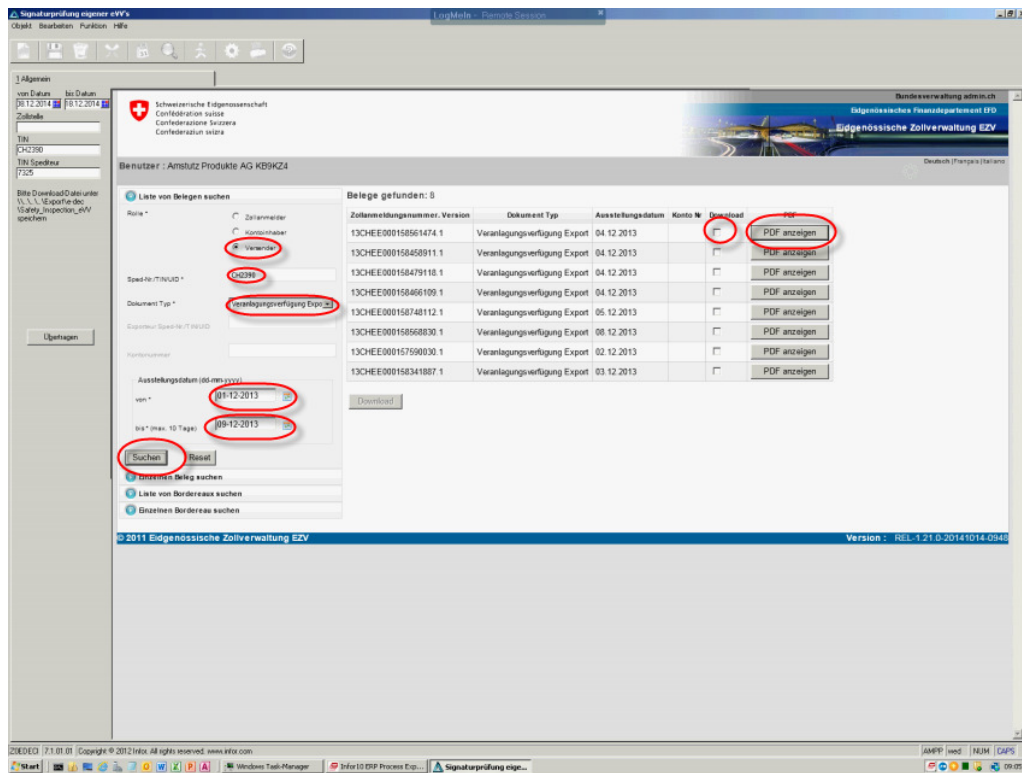 Signaturprüfung eigener eVV's
LogMeIn - Remote Session
Objekt Bearbeiten Funktion Hilfe
1 Allgemein
von Datum bis Datum
08.12.2014 18.12.2014
Zollstelle
TIN
CH2390
TIN Spediteur
7325
Bitte Download-Datei unter
\\..\..\..\Export\e-dec
\Safety_Inspection_eVV
speichern
Übertragen
Schweizerische Eidgenossenschaft
Confédération suisse
Confederazione Svizzera
Confederaziun svizra
Bundesverwaltung admin.ch
Eidgenössisches Finanzdepartement EFD
Eidgenössische Zollverwaltung EZV
Benutzer : Amstutz Produkte AG KB9KZ4
Deutsch |Français |Italiano
Liste von Belegen suchen
Rolle *
Zollanmelder
Kontoinhaber
Versender
Sped-Nr./TIN/UID *
CH2390
Dokument Typ *
Veranlagungsverfügung Expo
Exporteur Sped-Nr./TIN/UID
Kontonummer
Ausstellungsdatum (dd-mm-yyyy)
von *
01-12-2013
bis * (max. 10 Tage)
09-12-2013
Suchen Reset
Einzelnen Beleg suchen
Liste von Bordereaux suchen
Einzelnen Bordereau suchen
Belege gefunden: 8
Zollanmeldungsnummer. Version Dokument Typ Ausstellungsdatum Konto Nr Download PDF
13CHEE000158561474.1 Veranlagungsverfügung Export 04.12.2013 PDF anzeigen
13CHEE000158458911.1 Veranlagungsverfügung Export 04.12.2013 PDF anzeigen
13CHEE000158479118.1 Veranlagungsverfügung Export 04.12.2013 PDF anzeigen
13CHEE000158466109.1 Veranlagungsverfügung Export 04.12.2013 PDF anzeigen
13CHEE000158748112.1 Veranlagungsverfügung Export 05.12.2013 PDF anzeigen
13CHEE000158568830.1 Veranlagungsverfügung Export 08.12.2013 PDF anzeigen
13CHEE000157590030.1 Veranlagungsverfügung Export 02.12.2013 PDF anzeigen
13CHEE000158341887.1 Veranlagungsverfügung Export 03.12.2013 PDF anzeigen
Download
© 2011 Eidgenössische Zollverwaltung EZV
Version : REL-1.21.0-20141014-0948
ZOEDECI 7.1.01.01 Copyright © 2012 Infor. All rights reserved. www.infor.com
AMPP wed NUM CAPS
Start
Windows Task-Manager
Infor10 ERP Process Exp...
Signaturprüfung eige...
09:05